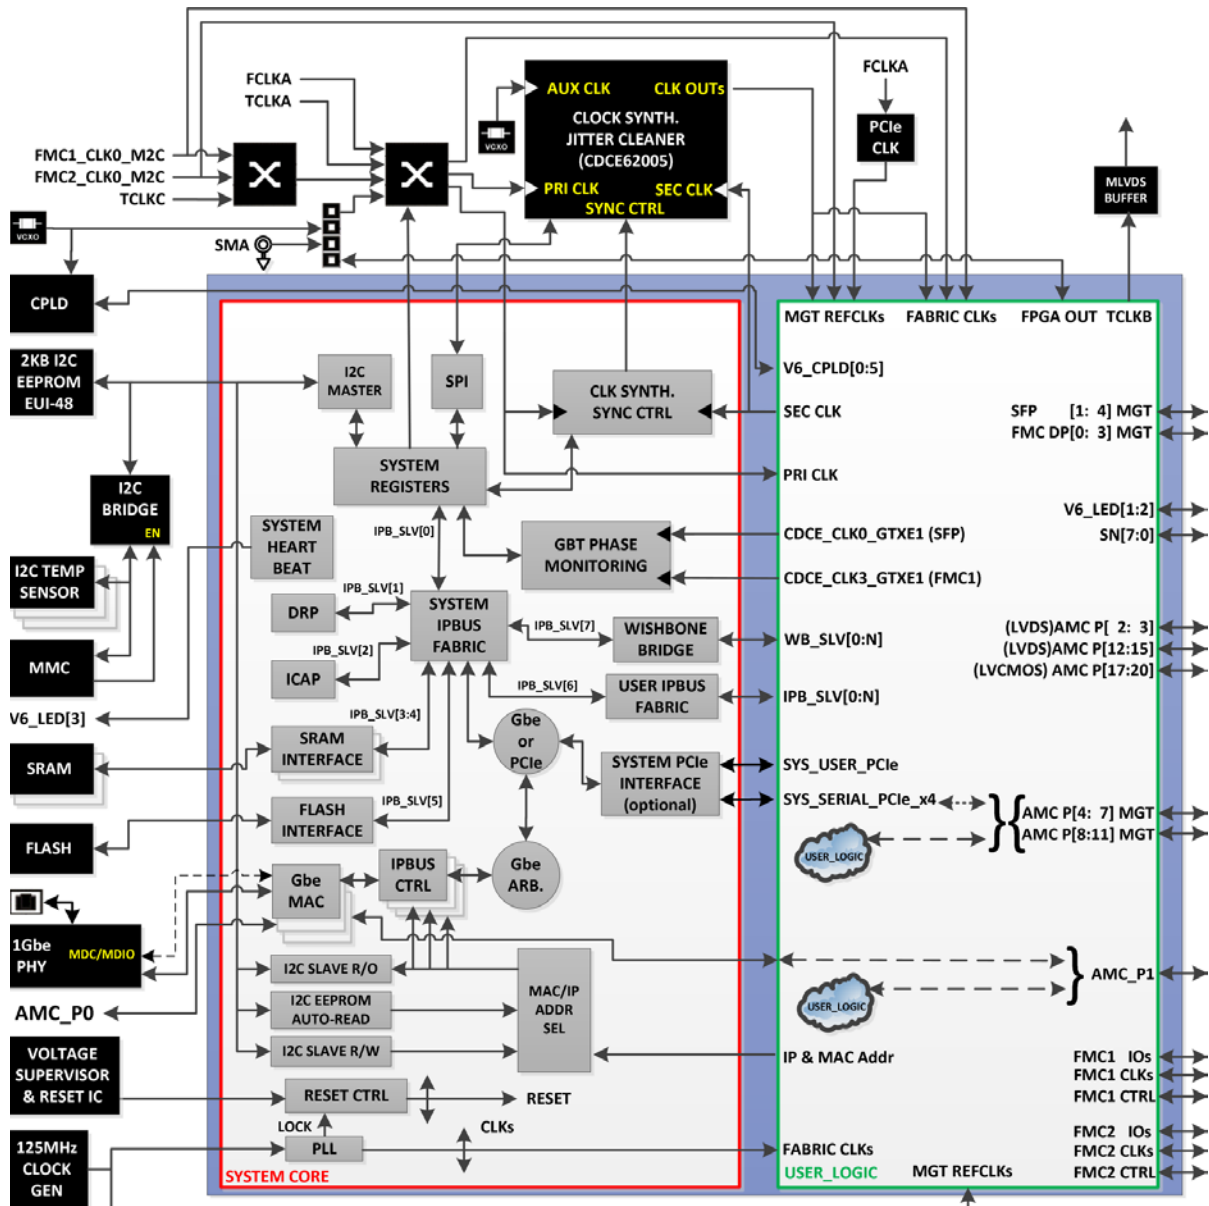 FCLKA
TCLKA
FMC1_CLK0_M2C
FMC2_CLK0_M2C
TCLKC
VCXO
SMA
VCXO
AUX CLK
CLK OUTs
CLOCK SYNTH.
JITTER CLEANER
(CDCE62005)
PRI CLK
SEC CLK
SYNC CTRL
FCLKA
PCIe
CLK
MLVDS
BUFFER
CPLD
2KB I2C
EEPROM
EUI-48
I2C
BRIDGE
EN
I2C TEMP
SENSOR
MMC
V6_LED[3]
SRAM
FLASH
1Gbe
PHY
MDC/MDIO
AMC_P0
VOLTAGE
SUPERVISOR
& RESET IC
125MHz
CLOCK
GEN
I2C
MASTER
SPI
CLK SYNTH.
SYNC CTRL
SYSTEM
REGISTERS
SYSTEM
HEART
BEAT
IPB_SLV[0]
GBT PHASE
MONITORING
DRP
IPB_SLV[1]
SYSTEM
IPBUS
FABRIC
IPB_SLV[7]
WISHBONE
BRIDGE
ICAP
IPB_SLV[2]
IPB_SLV[6]
USER IPBUS
FABRIC
IPB_SLV[3:4]
SRAM
INTERFACE
Gbe
or
PCIe
SYSTEM PCIe
INTERFACE
(optional)
IPB_SLV[5]
FLASH
INTERFACE
Gbe
MAC
IPBUS
CTRL
Gbe
ARB.
I2C SLAVE R/O
I2C EEPROM
AUTO-READ
I2C SLAVE R/W
MAC/IP
ADDR
SEL
RESET CTRL
RESET
LOCK
CLKs
PLL
SYSTEM CORE
MGT REFCLKs
FABRIC CLKs
FPGA OUT
TCLKB
V6_CPLD[0:5]
SEC CLK
PRI CLK
CDCE_CLK0_GTXE1 (SFP)
CDCE_CLK3_GTXE1 (FMC1)
WB_SLV[0:N]
IPB_SLV[0:N]
SYS_USER_PCIe
SYS_SERIAL_PCIe_x4
USER_LOGIC
USER_LOGIC
IP & MAC Addr
FABRIC CLKs
USER_LOGIC
MGT REFCLKs
SFP [1: 4] MGT
FMC DP[0: 3] MGT
V6_LED[1:2]
SN[7:0]
(LVDS)AMC P[ 2: 3]
(LVDS)AMC P[12:15]
(LVCMOS) AMC P[17:20]
AMC P[4: 7] MGT
AMC P[8:11] MGT
AMC_P1
FMC1 IOs
FMC1 CLKs
FMC1 CTRL
FMC2 IOs
FMC2 CLKs
FMC2 CTRL